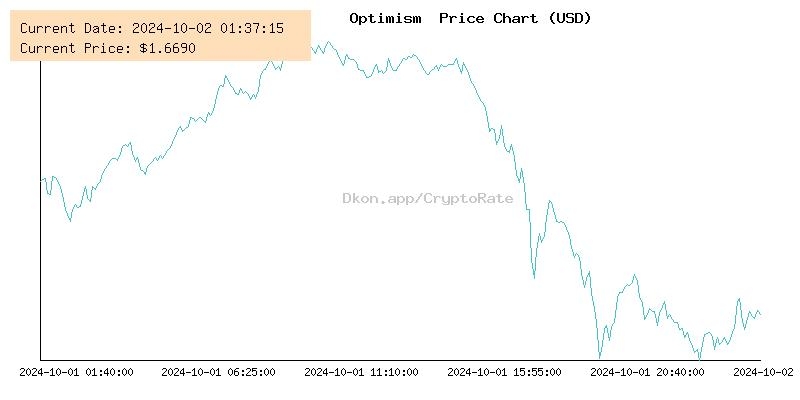 Optimism  Price Chart (USD)
Current Date: 2024-10-02 01:37:15
Current Price: $1.6690
Dkon.app/CryptoRate
2024-10-01 01:40:00 2024-10-01 06:25:00 2024-10-01 11:10:00 2024-10-01 15:55:00 2024-10-01 20:40:00 2024-10-02